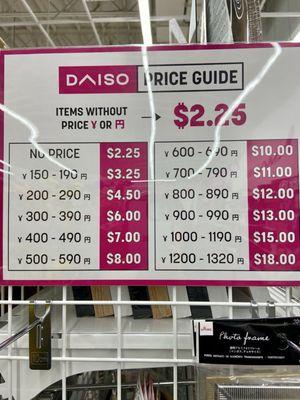 DAISO PRICE GUIDE
ITEMS WITHOUT
PRICE ¥ OR 円 → $2.25
NO PRICE $2.25
¥ 150 - 190 円 $3.25
¥ 200 - 290 円 $4.50
¥ 300 - 390 円 $6.00
¥ 400 - 490 円 $7.00
¥ 500 - 590 円 $8.00
¥ 600 - 690 円 $10.00
¥ 700 - 790 円 $11.00
¥ 800 - 890 円 $12.00
¥ 900 - 990 円 $13.00
¥ 1000 - 1190 円 $15.00
¥ 1200 - 1320 円 $18.00
Photo frame